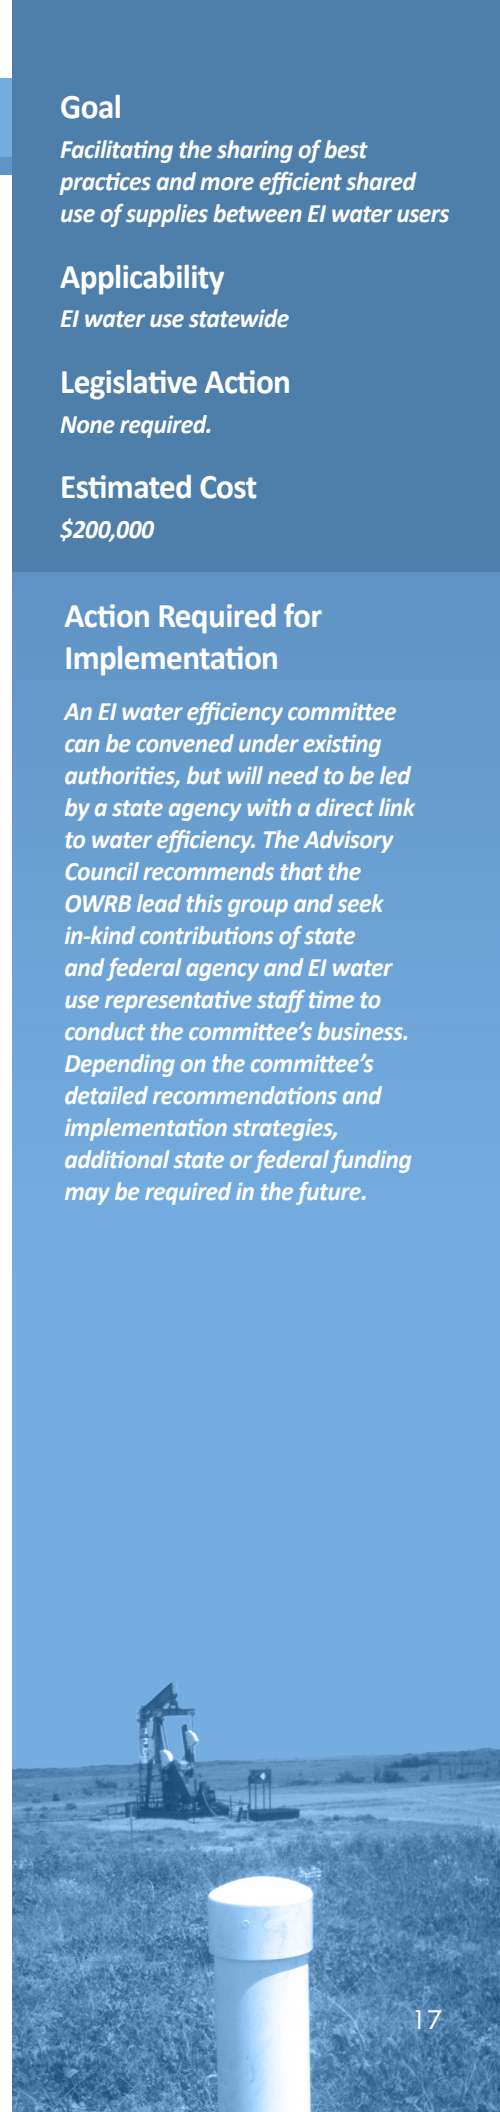 Goal
Facilitating the sharing of best
practices and more efficient shared
use of supplies between EI water users
Applicability
EI water use statewide
Legislative Action
None required.
Estimated Cost
$200,000
Action Required for
Implementation
An EI water efficiency committee
can be convened under existing
authorities, but will need to be led
by a state agency with a direct link
to water efficiency. The Advisory
Council recommends that the
OWRB lead this group and seek
in-kind contributions of state
and federal agency and EI water
use representative staff time to
conduct the committee's business.
Depending on the committee's
detailed recommendations and
implementation strategies,
additional state or federal funding
may be required in the future.
17